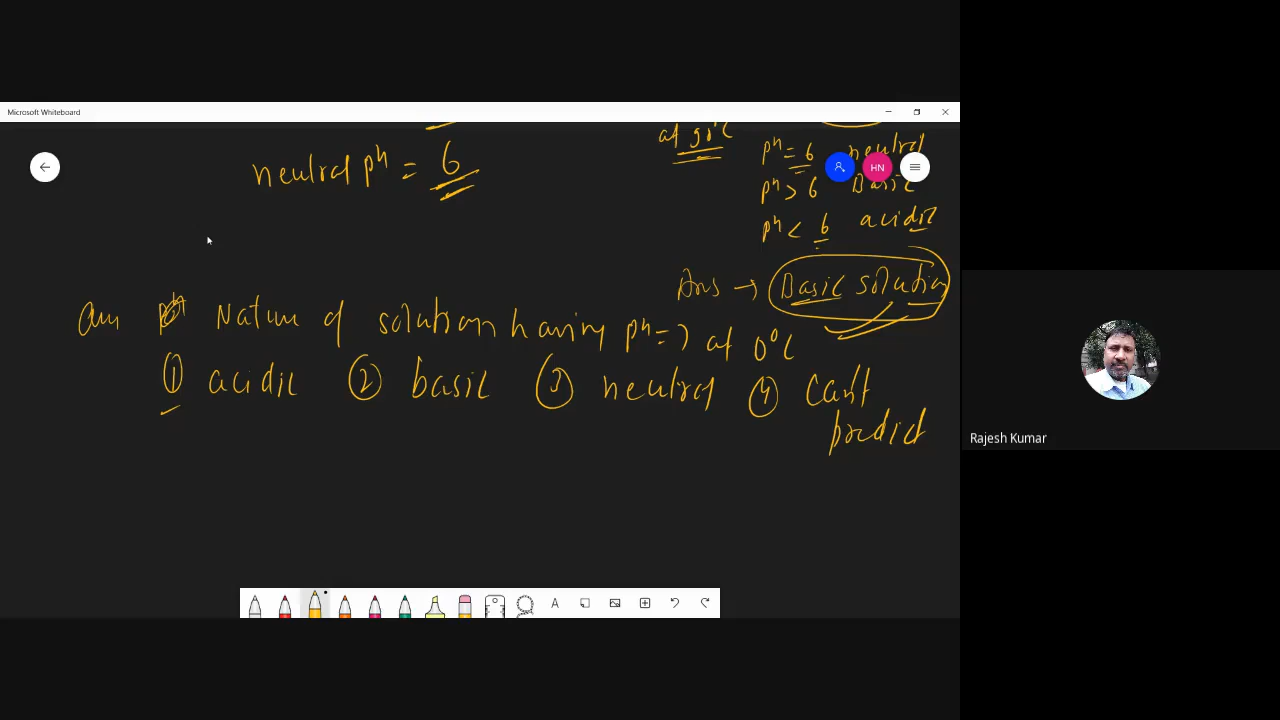 Microsoft Whiteboard
neutral pH = 6
at 90°C
pH = 6 neutral
pH > 6 Basic
pH < 6 acidic
HN
Ans → Basic solution
Nature of solution having pH = 7 at 0°C
① acidic ② basic ③ neutral ④ Can't
predict
Rajesh Kumar
A